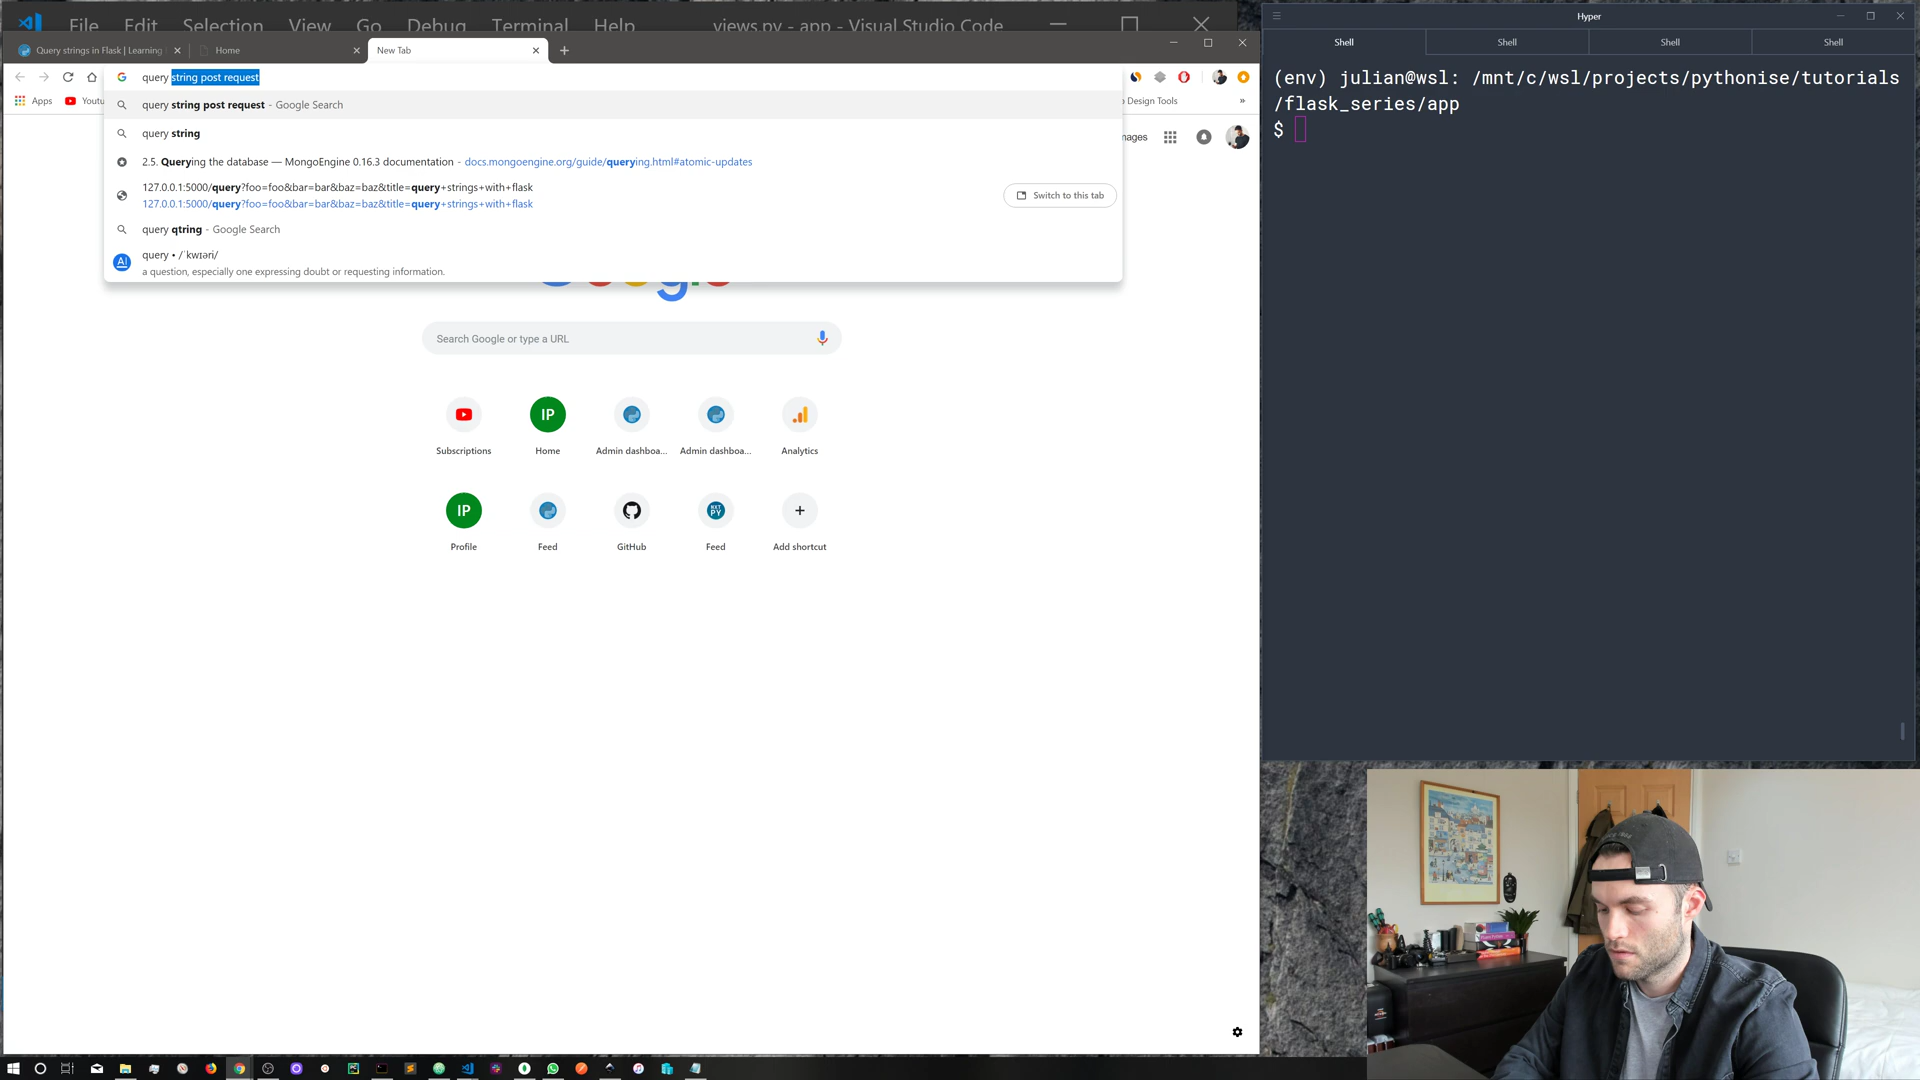 File Edit Selection View Go Debug Terminal Help views.py - app - Visual Studio Code
Query strings in Flask | Learning
Home
New Tab
query string post request
Apps
Youtu
Design Tools
»
query string post request - Google Search
query string
2.5. Querying the database — MongoEngine 0.16.3 documentation - docs.mongoengine.org/guide/querying.html#atomic-updates
127.0.0.1:5000/query?foo=foo&bar=bar&baz=baz&title=query+strings+with+flask
127.0.0.1:5000/query?foo=foo&bar=bar&baz=baz&title=query+strings+with+flask
Switch to this tab
query qtring - Google Search
query • /ˈkwɪəri/
a question, especially one expressing doubt or requesting information.
mages
Search Google or type a URL
IP
Subscriptions
Home
Admin dashboa...
Admin dashboa...
Analytics
IP
NXT
PY
Profile
Feed
GitHub
Feed
Add shortcut
Hyper
Shell
Shell
Shell
Shell
(env) julian@wsl: /mnt/c/wsl/projects/pythonise/tutorials
/flask_series/app
$